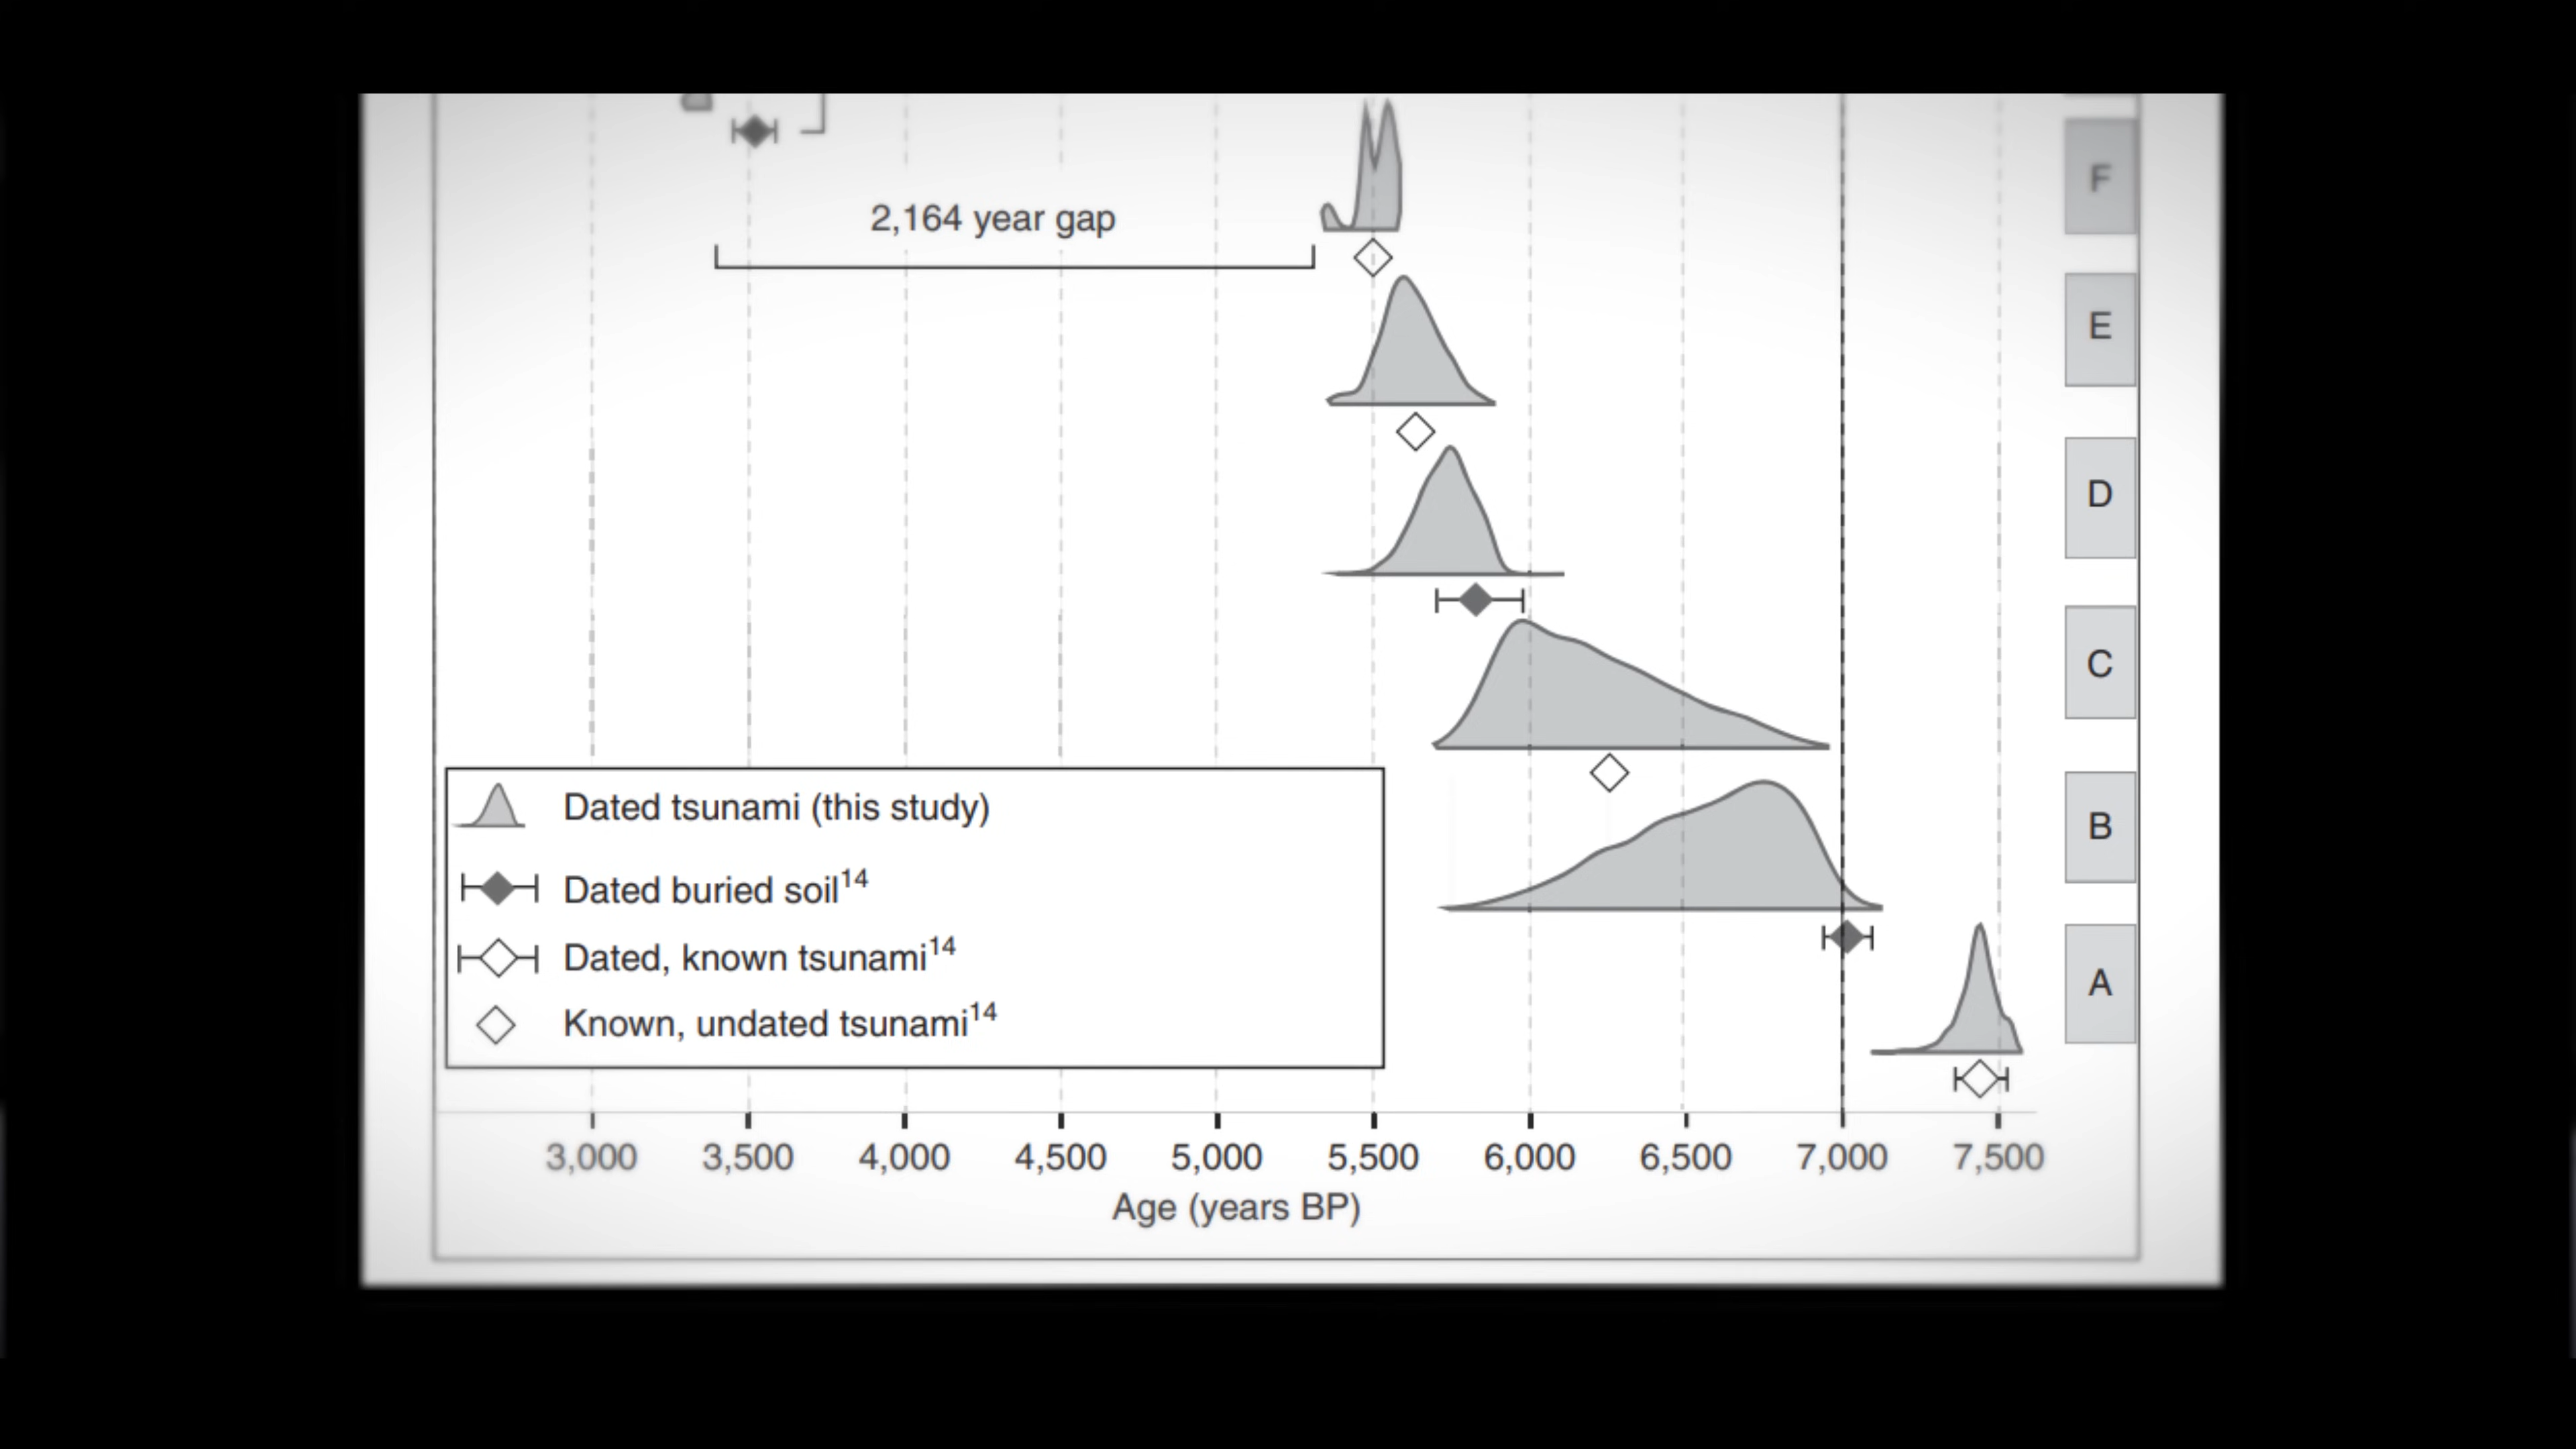 F
2,164 year gap
E
D
C
B
A
Dated tsunami (this study)
Dated buried soil14
Dated, known tsunami14
Known, undated tsunami14
3,000 3,500 4,000 4,500 5,000 5,500 6,000 6,500 7,000 7,500
Age (years BP)